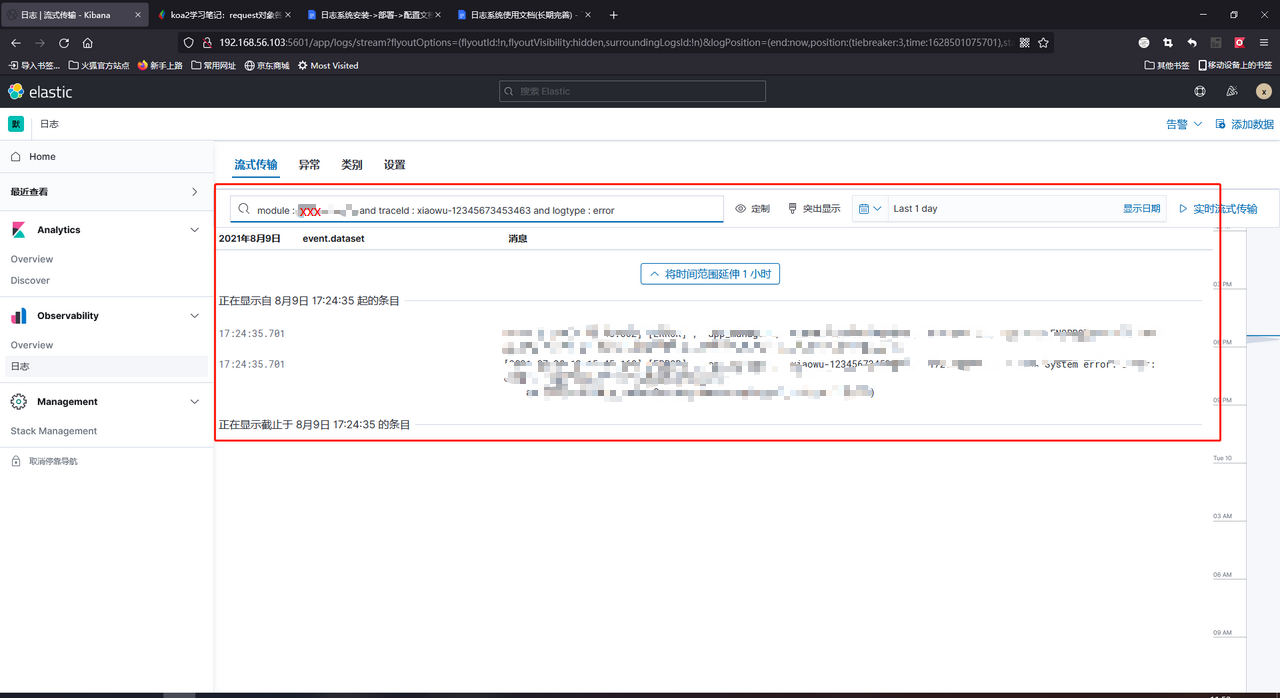 日志 | 流式传输 - Kibana
koa2学习笔记：request对象
日志系统安装->部署->配置文
日志系统使用文档(长期完善) -
192.168.56.103:5601/app/logs/stream?flyoutOptions=(flyoutId:!n,flyoutVisibility:hidden,surroundingLogsId:!n)&logPosition=(end:now,position:(tiebreaker:3,time:1628501075701),st
导入书签... 火狐官方站点 新手上路 常用网址 京东商城 Most Visited 其他书签 移动设备上的书签
elastic 搜索 Elastic x
默 日志 告警 添加数据
Home
最近查看
Analytics
Overview
Discover
Observability
Overview
日志
Management
Stack Management
取消停靠导航
流式传输 异常 类别 设置
module : XXX and traceId : xiaowu-12345673453463 and logtype : error 定制 突出显示 Last 1 day 显示日期 实时流式传输
2021年8月9日 event.dataset 消息
将时间范围延伸 1 小时
正在显示自 8月9日 17:24:35 起的条目
17:24:35.701
17:24:35.701 xiaowu-12345673453 System error:
正在显示截止于 8月9日 17:24:35 的条目
03 PM
06 PM
09 PM
Tue 10
03 AM
06 AM
09 AM